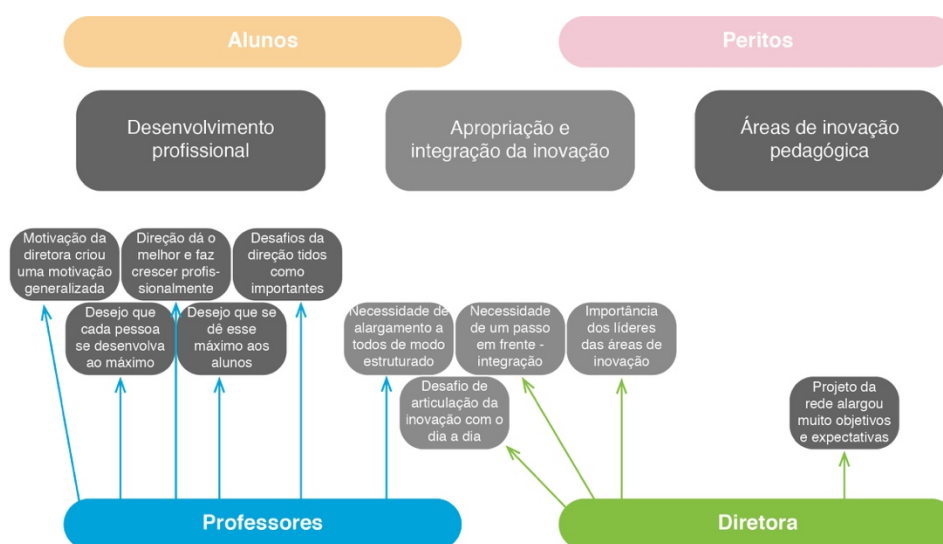 Alunos
Peritos
Desenvolvimento
profissional
Apropriação e
integração da inovação
Áreas de inovação
pedagógica
Motivação da
diretora criou
uma motivação
generalizada
Direção dá o
melhor e faz
crescer profis-
sionalmente
Desafios da
direção tidos
como
importantes
Desejo que
cada pessoa
se desenvolva
ao máximo
Desejo que se
dê esse
máximo aos
alunos
Necessidade de
alargamento a
todos de modo
estruturado
Necessidade
de um passo
em frente -
integração
Importância
dos líderes
das áreas de
inovação
Desafio de
articulação da
inovação com o
dia a dia
Projeto da
rede alargou
muito objetivos
e expectativas
Professores
Diretora